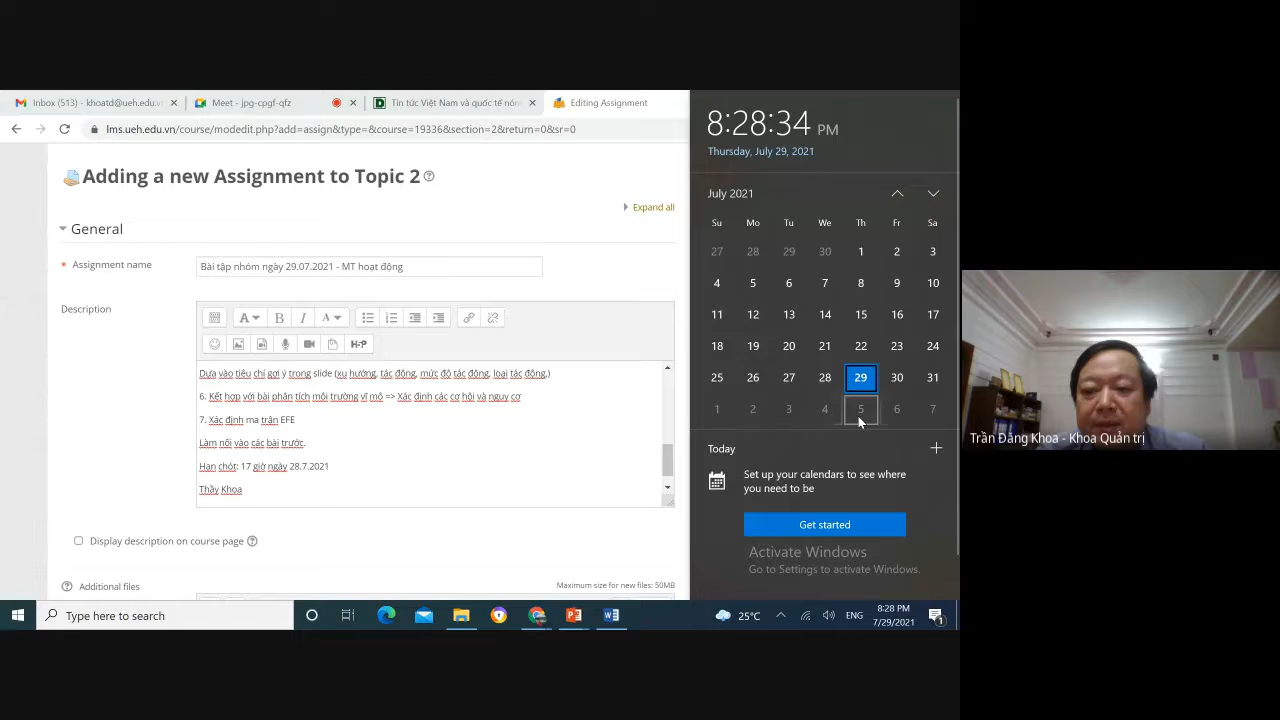 Inbox (513) - khoatd@ueh.edu.v
Meet - jpg-cpgf-qfz
Tin tức Việt Nam và quốc tế nón
Editing Assignment
lms.ueh.edu.vn/course/modedit.php?add=assign&type=&course=19336&section=2&return=0&sr=0
Adding a new Assignment to Topic 2
Expand all
General
Assignment name
Bài tập nhóm ngày 29.07.2021 - MT hoạt động
Description
H-P
Dựa vào tiêu chí gợi ý trong slide (xu hướng, tác động, mức độ tác động, loại tác động,)
6. Kết hợp với bài phân tích môi trường vĩ mô => Xác định các cơ hội và nguy cơ
7. Xác định ma trận EFE
Làm nối vào các bài trước.
Hạn chót: 17 giờ ngày 28.7.2021
Thầy Khoa
Display description on course page
Additional files
Maximum size for new files: 50MB
8:28:34 PM
Thursday, July 29, 2021
July 2021
Su Mo Tu We Th Fr Sa
27 28 29 30 1 2 3
4 5 6 7 8 9 10
11 12 13 14 15 16 17
18 19 20 21 22 23 24
25 26 27 28 29 30 31
1 2 3 4 5 6 7
Today
Set up your calendars to see where
you need to be
Get started
Activate Windows
Go to Settings to activate Windows.
Type here to search
25°C
ENG
8:28 PM
7/29/2021
1
Trần Đăng Khoa - Khoa Quản trị